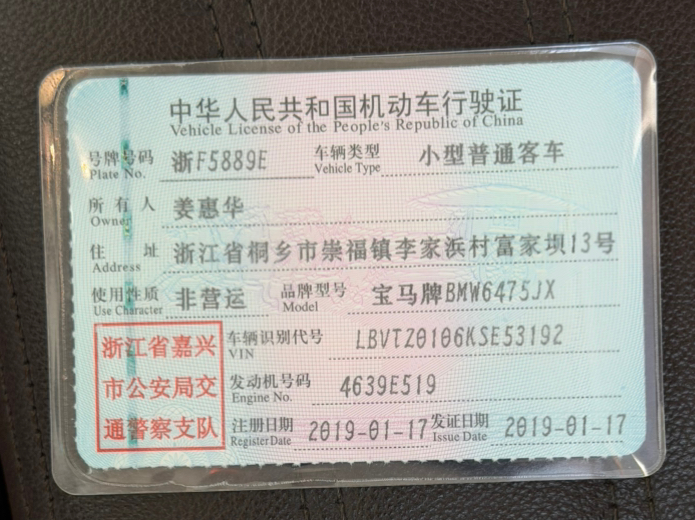 中华人民共和国机动车行驶证
Vehicle License of the People's Republic of China
号牌号码 浙F5889E 车辆类型 小型普通客车
Plate No. Vehicle Type
所有人 姜惠华
Owner
住址 浙江省桐乡市崇福镇李家浜村富家坝13号
Address
使用性质 非营运 品牌型号 宝马牌BMW6475JX
Use Character Model
浙江省嘉兴
市公安局交
通警察支队
车辆识别代号 LBVTZ0106KSE53192
VIN
发动机号码 4639E519
Engine No.
注册日期 2019-01-17 发证日期 2019-01-17
Register Date Issue Date